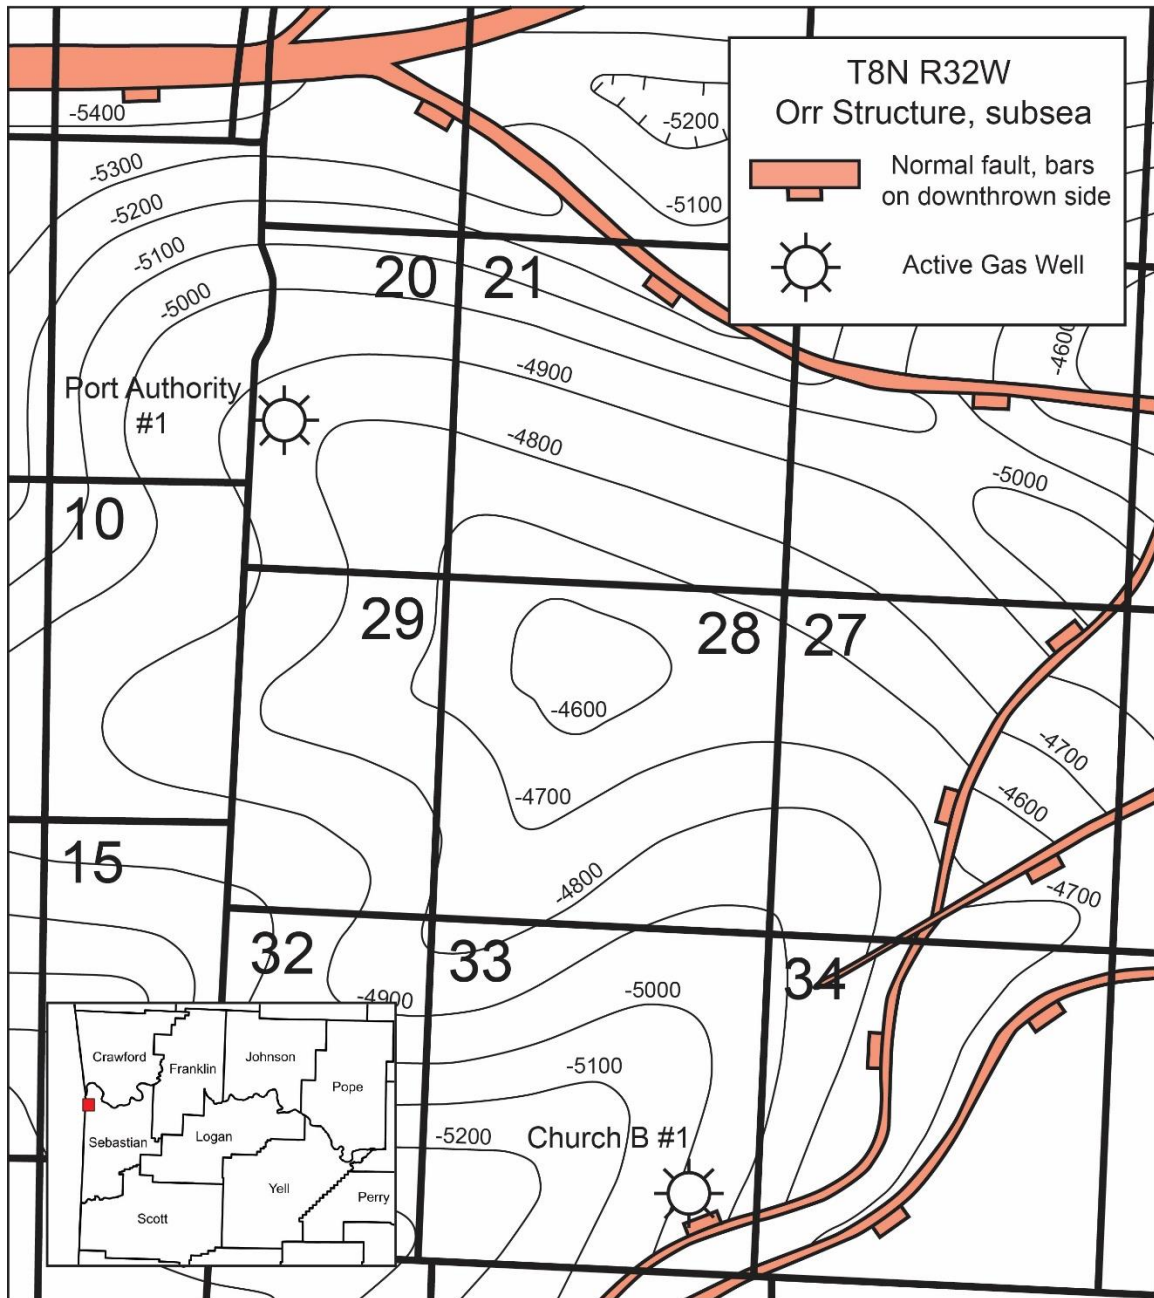 T8N R32W
Orr Structure, subsea
Normal fault, bars
on downthrown side
Active Gas Well
-5400
-5300
-5200
-5100
-5000
-5200
-5100
-4600
20
21
-4900
-4800
Port Authority
#1
-5000
10
29
28
27
-4600
-4700
-4700
-4600
15
-4800
-4700
32
33
34
-4900
-5000
-5100
-5200
Church B #1
Crawford
Franklin
Johnson
Pope
Sebastian
Logan
Yell
Perry
Scott